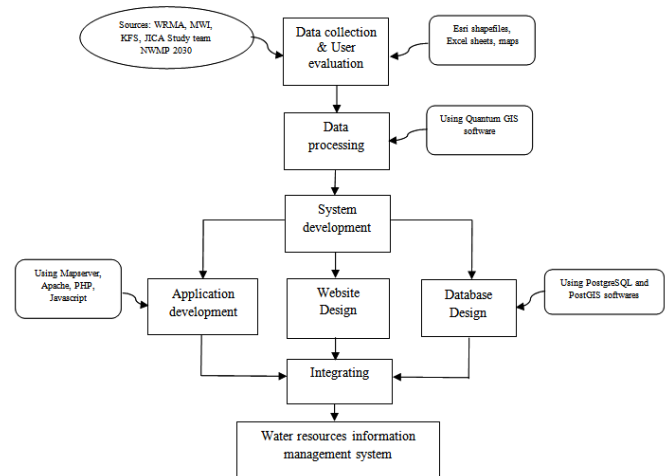 Sources: WRMA, MWI,
KFS, JICA Study team
NWMP 2030
Data collection
& User
evaluation
Esri shapefiles,
Excel sheets, maps
Data
processing
Using Quantum GIS
software
System
development
Using Mapserver,
Apache, PHP,
Javascript
Application
development
Website
Design
Database
Design
Using PostgreSQL and
PostGIS softwares
Integrating
Water resources information
management system